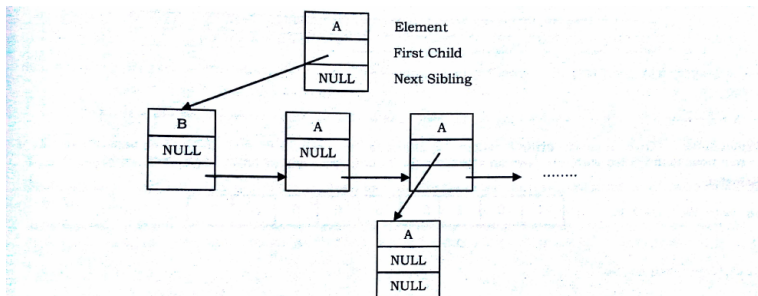 A Element
First Child
NULL Next Sibling
B A A
NULL NULL
........
A
NULL
NULL